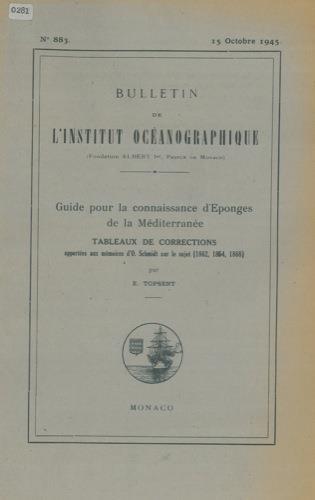 0281
N° 883.
15 Octobre 1945.
BULLETIN
DE
L'INSTITUT OCÉANOGRAPHIQUE
(Fondation ALBERT Ier, Prince de Monaco)
Guide pour la connaissance d'Eponges
de la Méditerranée
TABLEAUX DE CORRECTIONS
apportées aux mémoires d'O. Schmidt sur le sujet (1862, 1864, 1868)
par
E. TOPSENT
MONACO